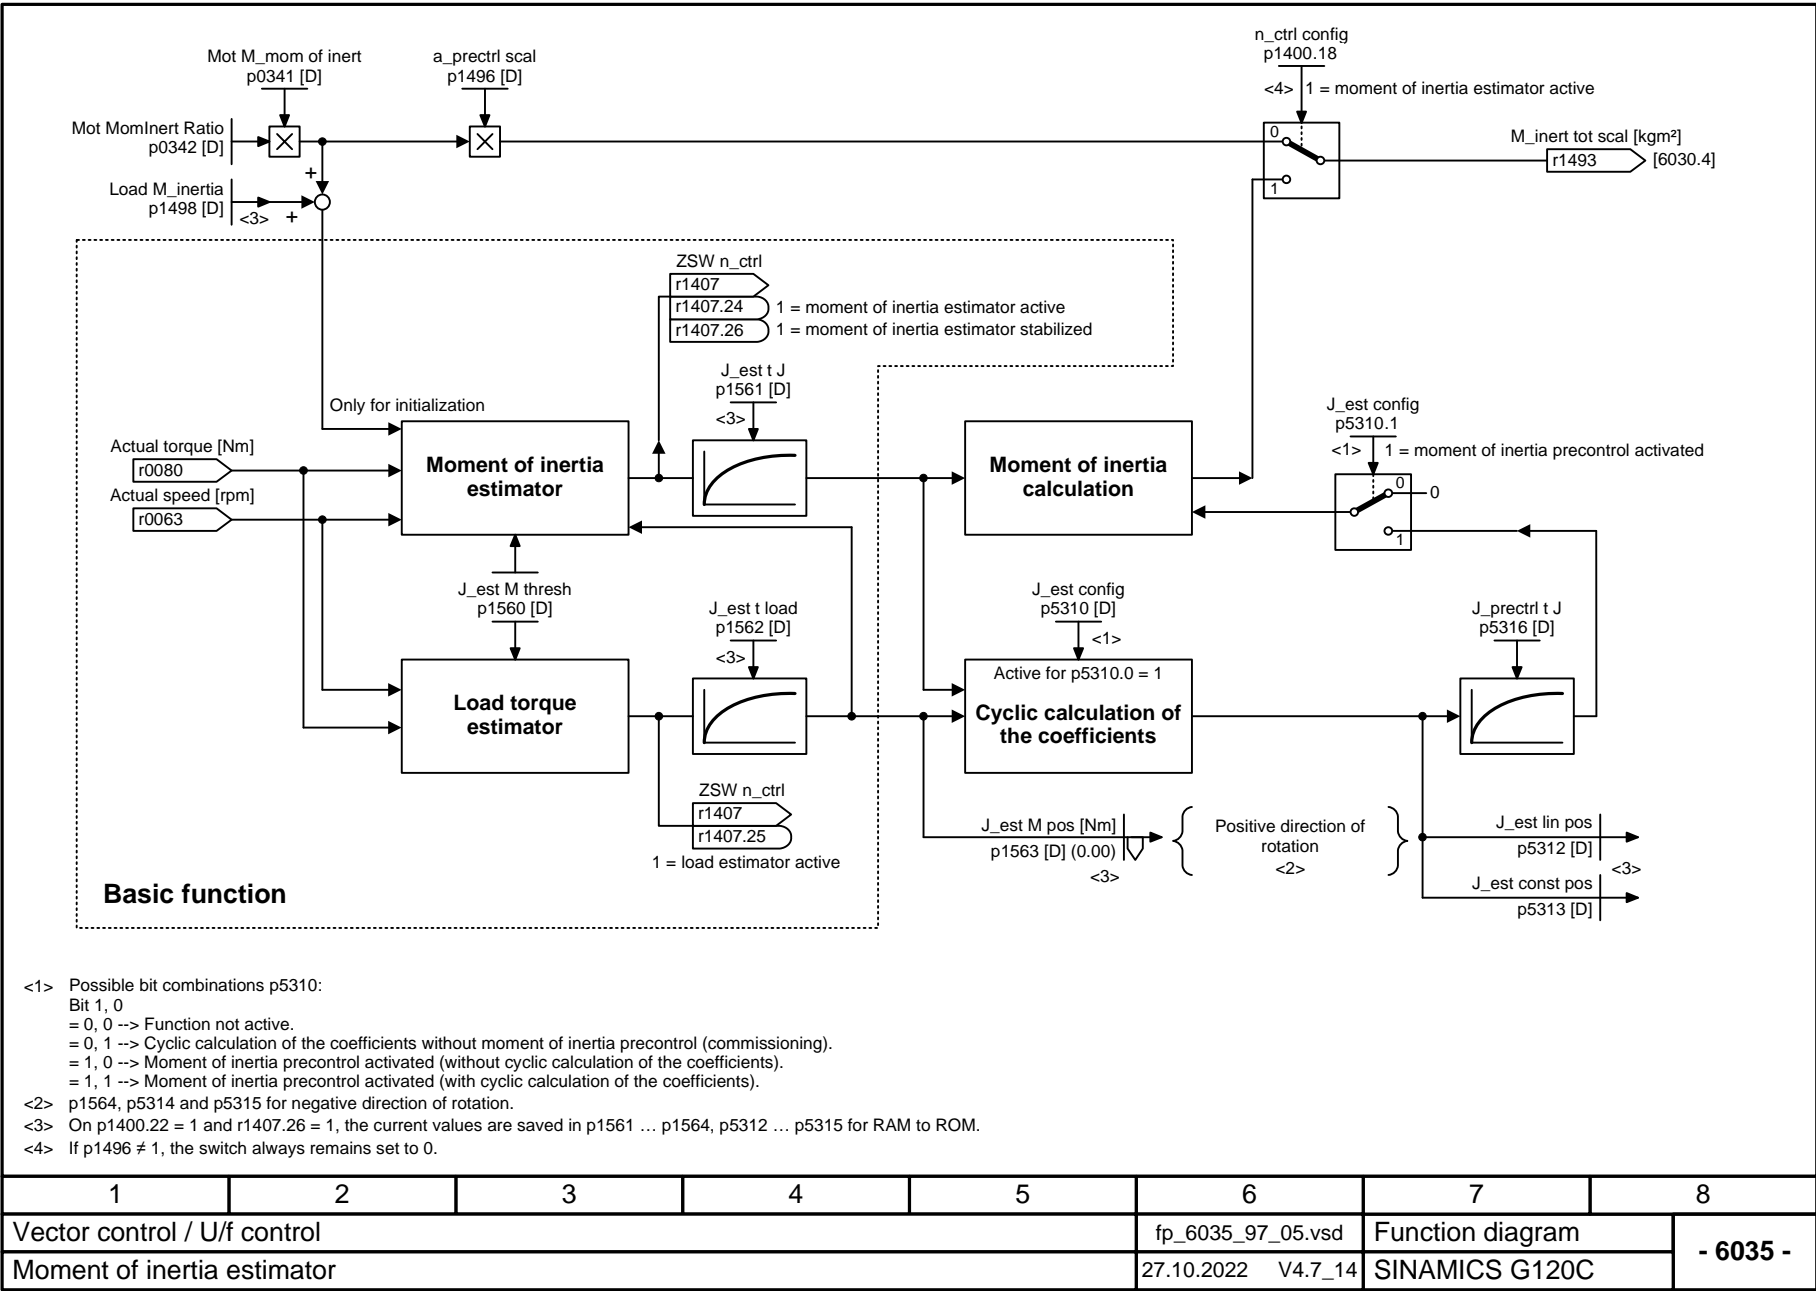 Mot M_mom of inert
p0341 [D]
a_prectrl scal
p1496 [D]
n_ctrl config
p1400.18
<4>
1 = moment of inertia estimator active
Mot MomInert Ratio
p0342 [D]
0
1
M_inert tot scal [kgm²]
r1493
[6030.4]
+
Load M_inertia
p1498 [D]
<3>
+
ZSW n_ctrl
r1407
r1407.24
1 = moment of inertia estimator active
r1407.26
1 = moment of inertia estimator stabilized
J_est t J
p1561 [D]
<3>
Only for initialization
J_est config
p5310.1
<1>
1 = moment of inertia precontrol activated
Actual torque [Nm]
r0080
Actual speed [rpm]
r0063
Moment of inertia
estimator
Moment of inertia
calculation
0
0
1
J_est M thresh
p1560 [D]
J_est t load
p1562 [D]
<3>
J_est config
p5310 [D]
<1>
J_prectrl t J
p5316 [D]
Load torque
estimator
Active for p5310.0 = 1
Cyclic calculation of
the coefficients
ZSW n_ctrl
r1407
r1407.25
1 = load estimator active
J_est M pos [Nm]
p1563 [D] (0.00)
<3>
Positive direction of
rotation
<2>
J_est lin pos
p5312 [D]
<3>
J_est const pos
p5313 [D]
Basic function
<1> Possible bit combinations p5310:
Bit 1, 0
= 0, 0 --> Function not active.
= 0, 1 --> Cyclic calculation of the coefficients without moment of inertia precontrol (commissioning).
= 1, 0 --> Moment of inertia precontrol activated (without cyclic calculation of the coefficients).
= 1, 1 --> Moment of inertia precontrol activated (with cyclic calculation of the coefficients).
<2> p1564, p5314 and p5315 for negative direction of rotation.
<3> On p1400.22 = 1 and r1407.26 = 1, the current values are saved in p1561 … p1564, p5312 … p5315 for RAM to ROM.
<4> If p1496 ≠ 1, the switch always remains set to 0.
1 2 3 4 5 6 7 8
Vector control / U/f control
fp_6035_97_05.vsd
Function diagram
- 6035 -
Moment of inertia estimator
27.10.2022 V4.7_14
SINAMICS G120C